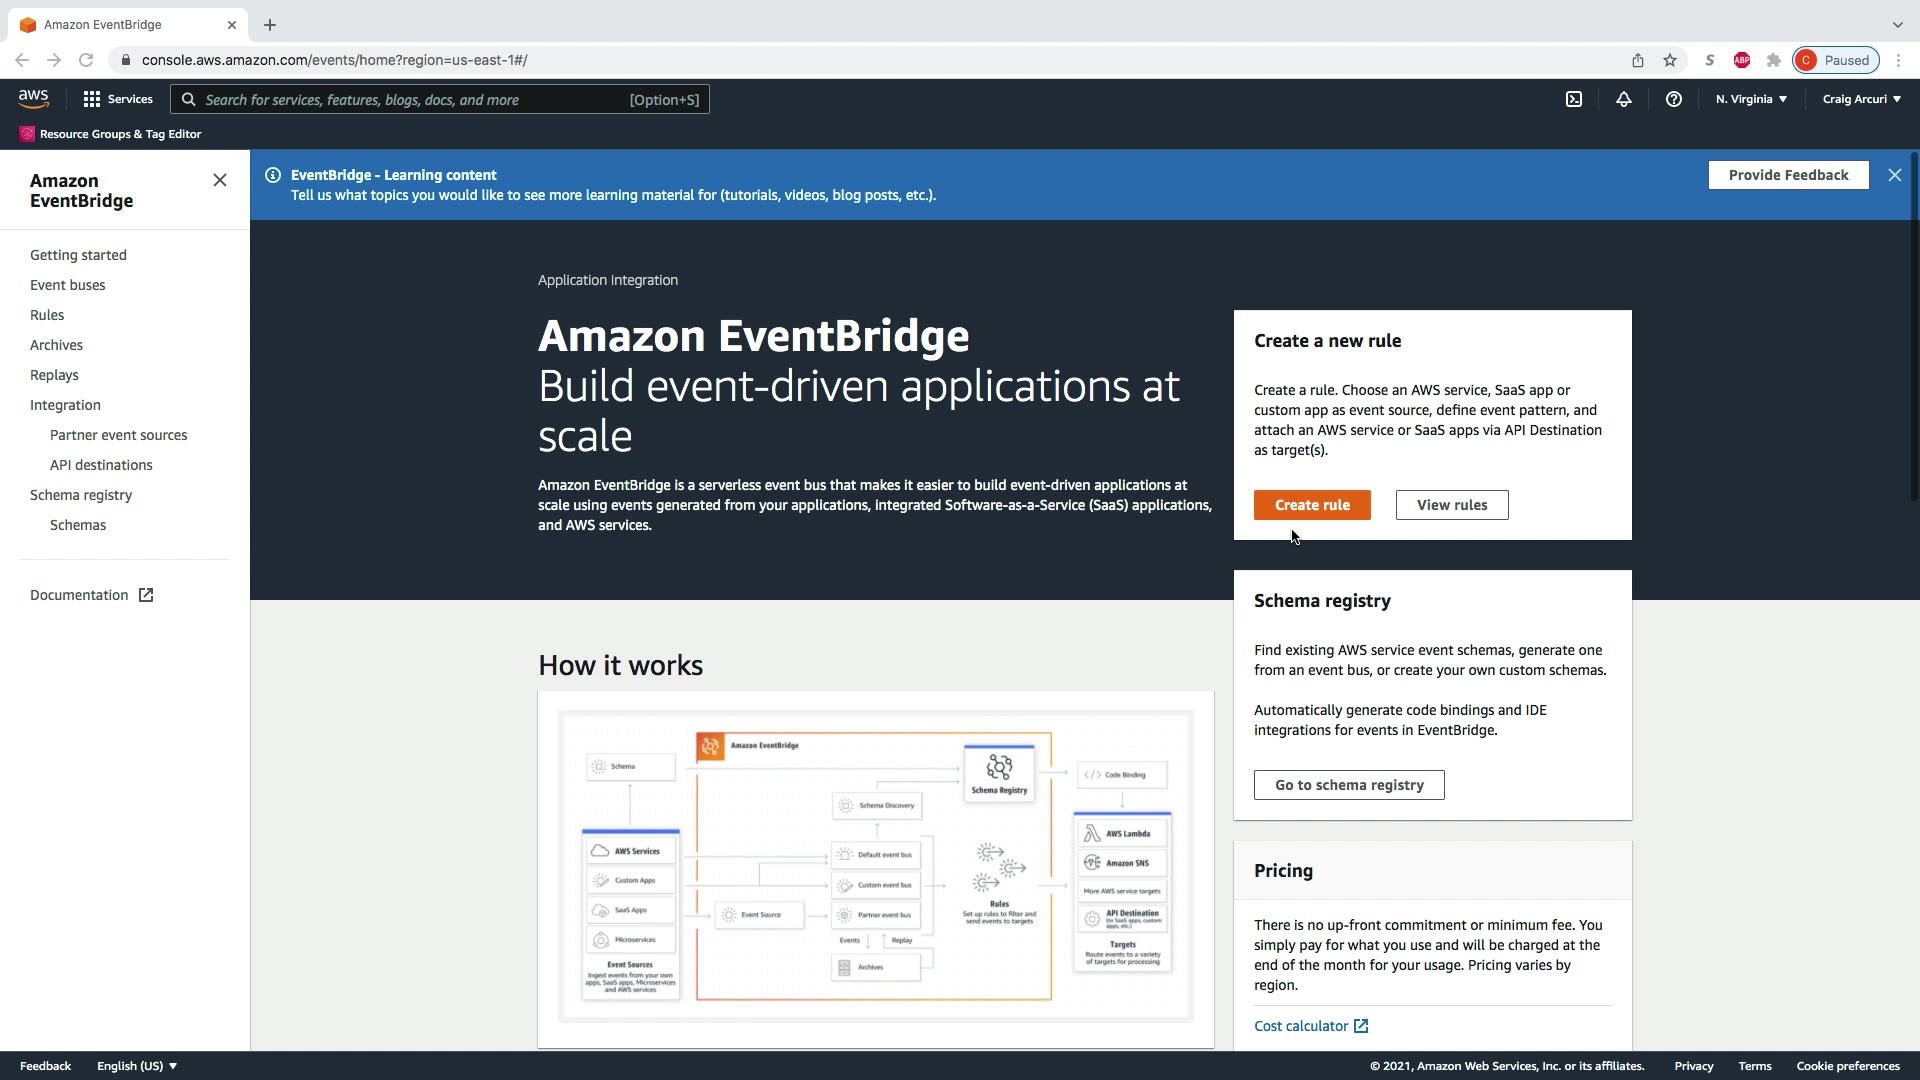 Amazon EventBridge
console.aws.amazon.com/events/home?region=us-east-1#/
S
ABP
C Paused
aws
Services
Search for services, features, blogs, docs, and more [Option+S]
N. Virginia ▼
Craig Arcuri ▼
Resource Groups & Tag Editor
Amazon
EventBridge
Getting started
Event buses
Rules
Archives
Replays
Integration
Partner event sources
API destinations
Schema registry
Schemas
Documentation
EventBridge - Learning content
Tell us what topics you would like to see more learning material for (tutorials, videos, blog posts, etc.).
Provide Feedback
Application Integration
Amazon EventBridge
Build event-driven applications at
scale
Amazon EventBridge is a serverless event bus that makes it easier to build event-driven applications at
scale using events generated from your applications, integrated Software-as-a-Service (SaaS) applications,
and AWS services.
Create a new rule
Create a rule. Choose an AWS service, SaaS app or
custom app as event source, define event pattern, and
attach an AWS service or SaaS apps via API Destination
as target(s).
Create rule
View rules
Schema registry
Find existing AWS service event schemas, generate one
from an event bus, or create your own custom schemas.
Automatically generate code bindings and IDE
integrations for events in EventBridge.
Go to schema registry
Pricing
There is no up-front commitment or minimum fee. You
simply pay for what you use and will be charged at the
end of the month for your usage. Pricing varies by
region.
Cost calculator
How it works
Amazon EventBridge
Schema
Schema Registry
Code Binding
Schema Discovery
AWS Services
Custom Apps
SaaS Apps
Microservices
Event Sources
Ingest events from your own
apps, SaaS apps, Microservices
and AWS services
Event Source
Default event bus
Custom event bus
Partner event bus
Events
Replay
Archives
Rules
Set up rules to filter and
send events to targets
AWS Lambda
Amazon SNS
More AWS service targets
API Destination
(to SaaS apps, custom
apps, etc.)
Targets
Route events to a variety
of targets for processing
Feedback
English (US) ▼
© 2021, Amazon Web Services, Inc. or its affiliates.
Privacy
Terms
Cookie preferences